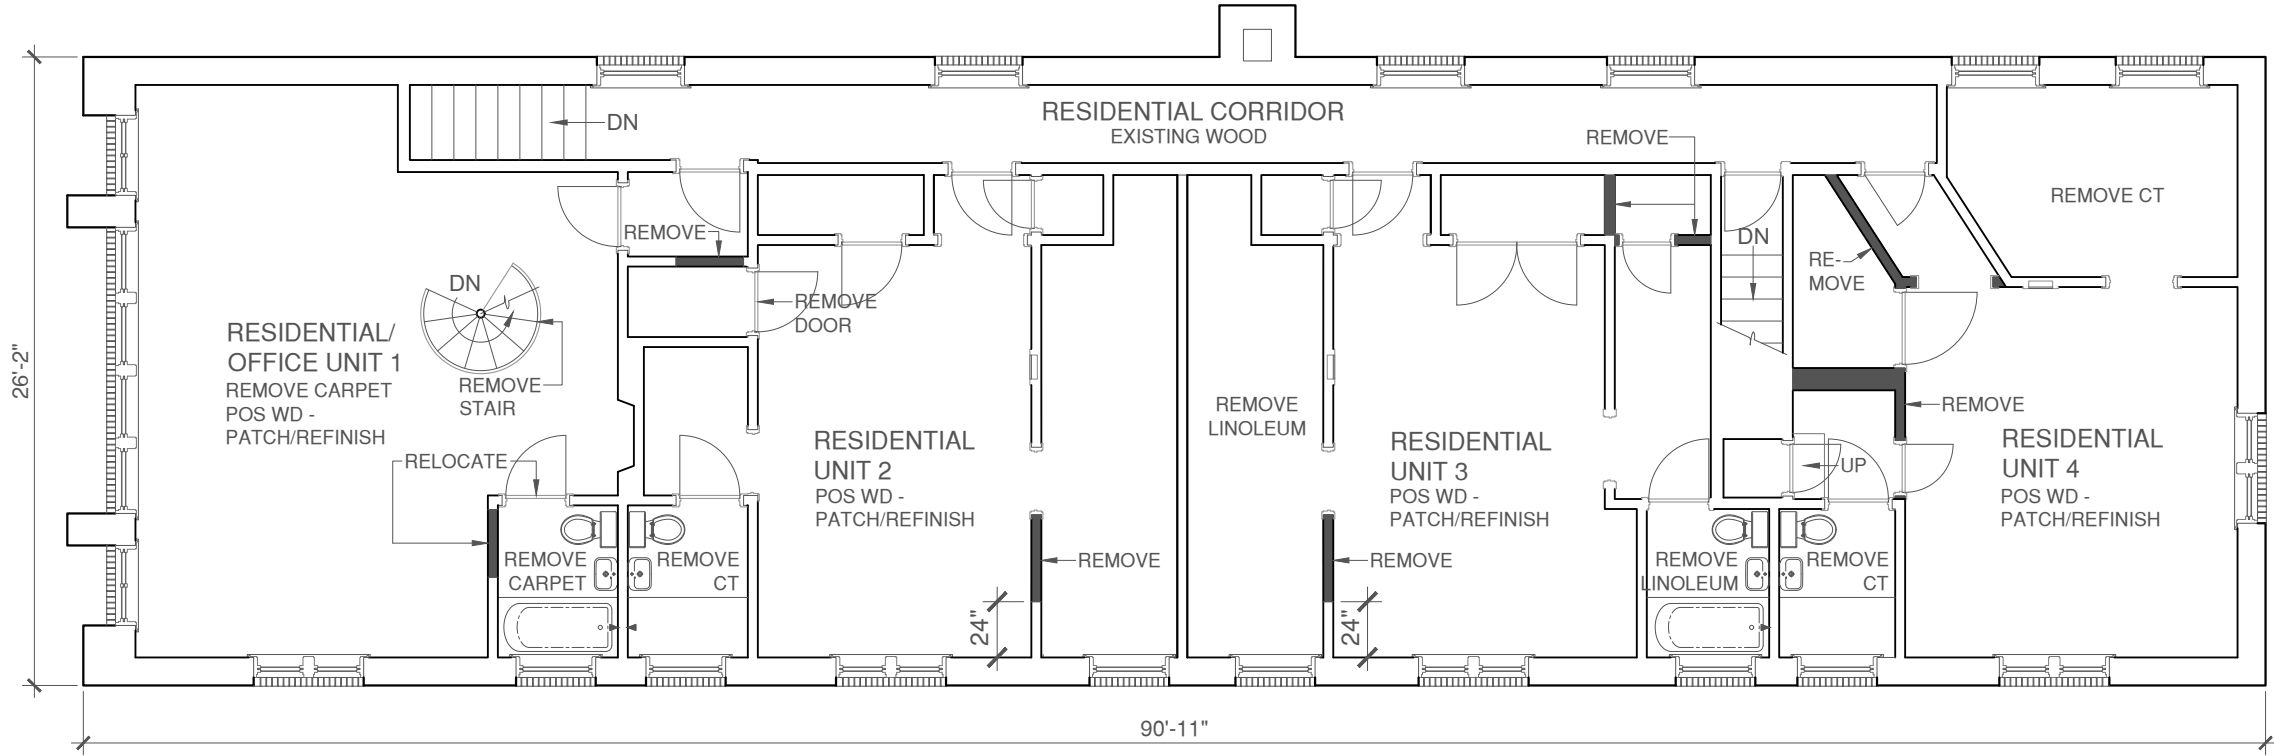 RESIDENTIAL CORRIDOR
EXISTING WOOD
DN
REMOVE
REMOVE CT
REMOVE
DN
RE-
MOVE
DN
REMOVE
DOOR
RESIDENTIAL/
OFFICE UNIT 1
REMOVE CARPET
POS WD -
PATCH/REFINISH
REMOVE
STAIR
26'-2"
RELOCATE
RESIDENTIAL
UNIT 2
POS WD -
PATCH/REFINISH
REMOVE
LINOLEUM
RESIDENTIAL
UNIT 3
POS WD -
PATCH/REFINISH
REMOVE
UP
RESIDENTIAL
UNIT 4
POS WD -
PATCH/REFINISH
REMOVE
CARPET
REMOVE
CT
REMOVE
REMOVE
REMOVE
LINOLEUM
REMOVE
CT
24"
24"
90'-11"